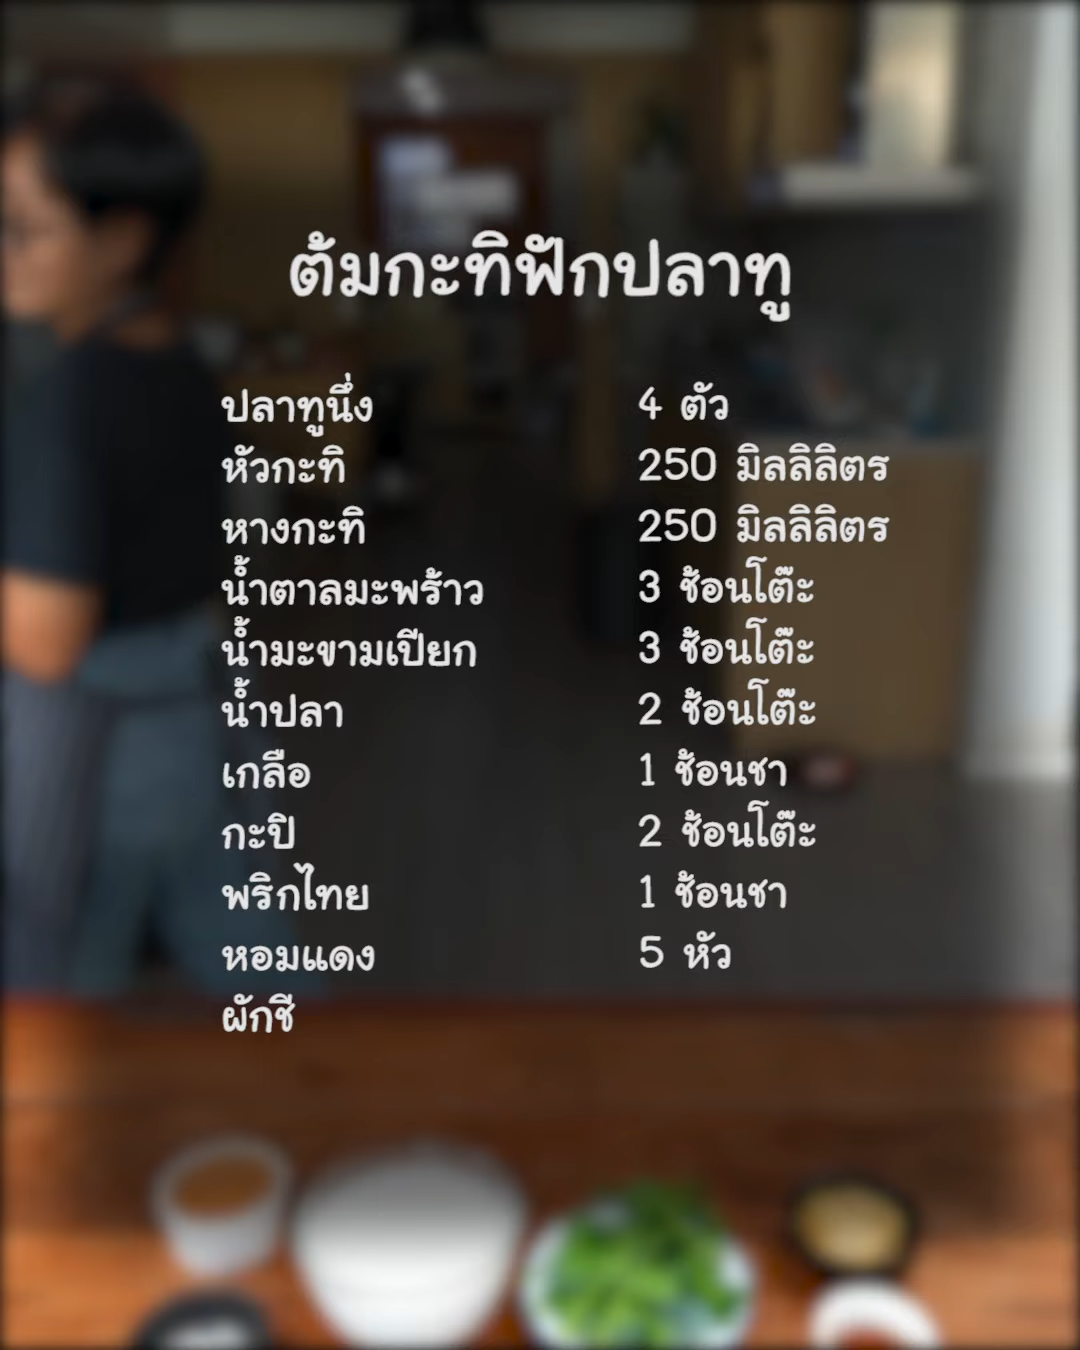 ต้มกะทิฟักปลาทู
ปลาทูนึ่ง 4 ตัว
หัวกะทิ 250 มิลลิลิตร
หางกะทิ 250 มิลลิลิตร
น้ำตาลมะพร้าว 3 ช้อนโต๊ะ
น้ำมะขามเปียก 3 ช้อนโต๊ะ
น้ำปลา 2 ช้อนโต๊ะ
เกลือ 1 ช้อนชา
กะปิ 2 ช้อนโต๊ะ
พริกไทย 1 ช้อนชา
หอมแดง 5 หัว
ผักชี